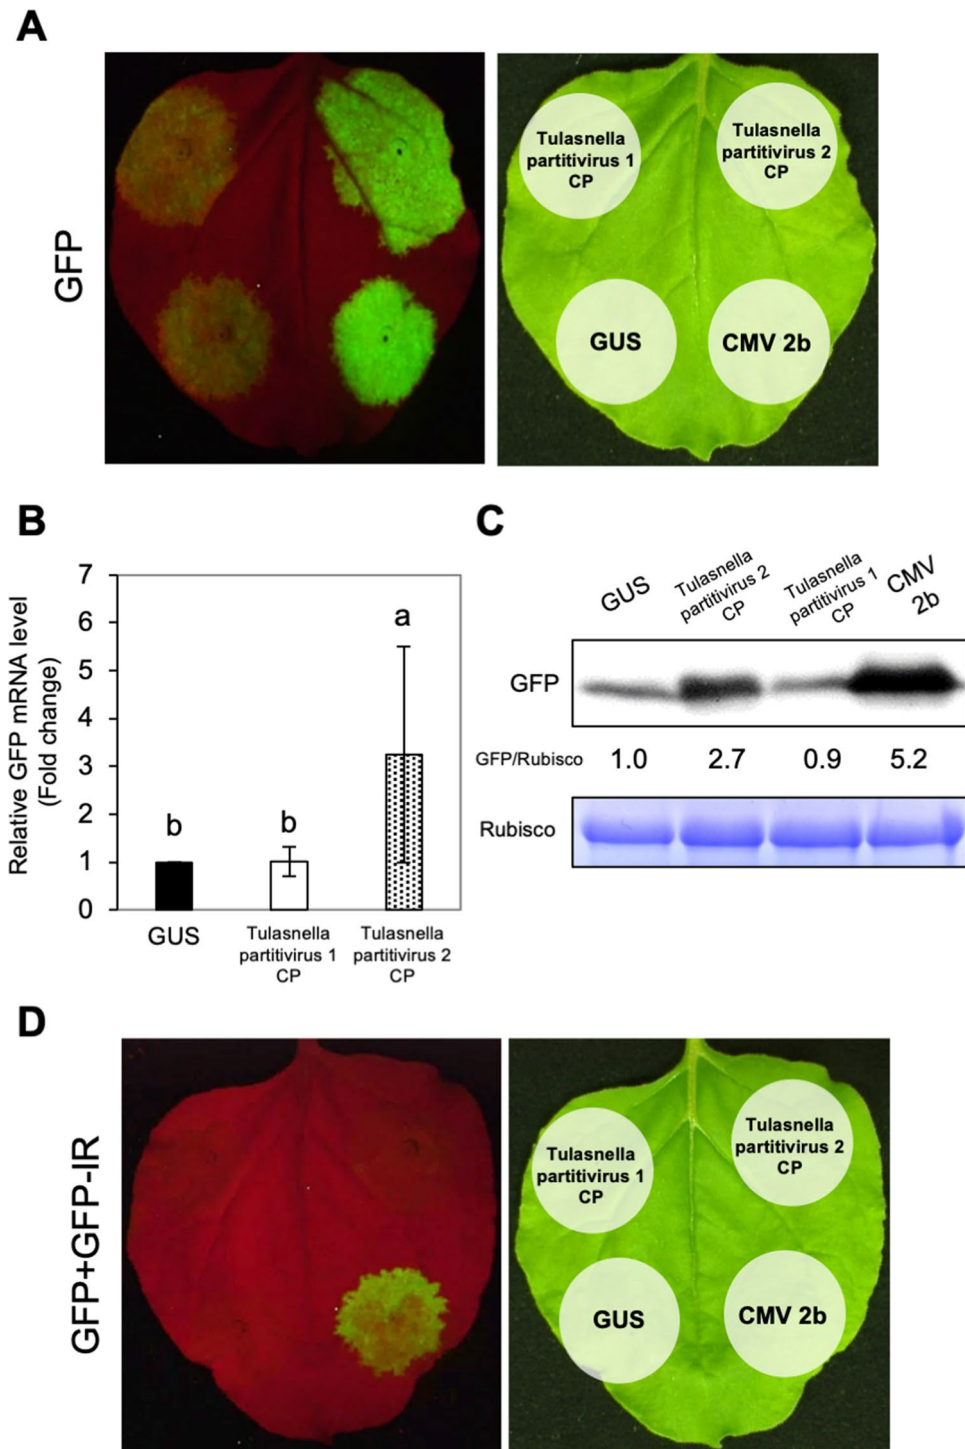 A
GFP
Tulasnella
partitivirus 1
CP
Tulasnella
partitivirus 2
CP
GUS
CMV 2b
B
Relative GFP mRNA level
(Fold change)
7
6
5
4
3
2
1
0
b
b
a
GUS
Tulasnella
partitivirus 1
CP
Tulasnella
partitivirus 2
CP
C
GUS
Tulasnella
partitivirus 2
CP
Tulasnella
partitivirus 1
CP
CMV
2b
GFP
GFP/Rubisco
1.0
2.7
0.9
5.2
Rubisco
D
GFP+GFP-IR
Tulasnella
partitivirus 1
CP
Tulasnella
partitivirus 2
CP
GUS
CMV 2b